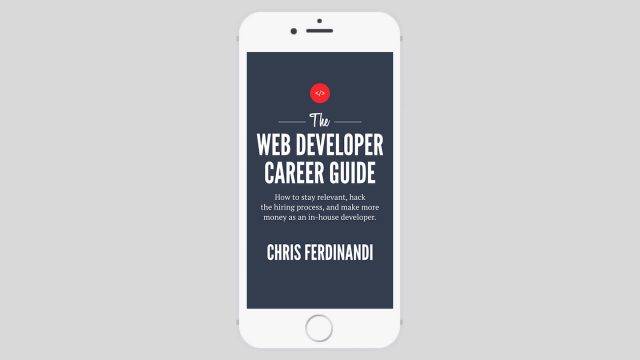 </>
The
WEB DEVELOPER
CAREER GUIDE
How to stay relevant, hack
the hiring process, and make more
money as an in-house developer.
CHRIS FERDINANDI